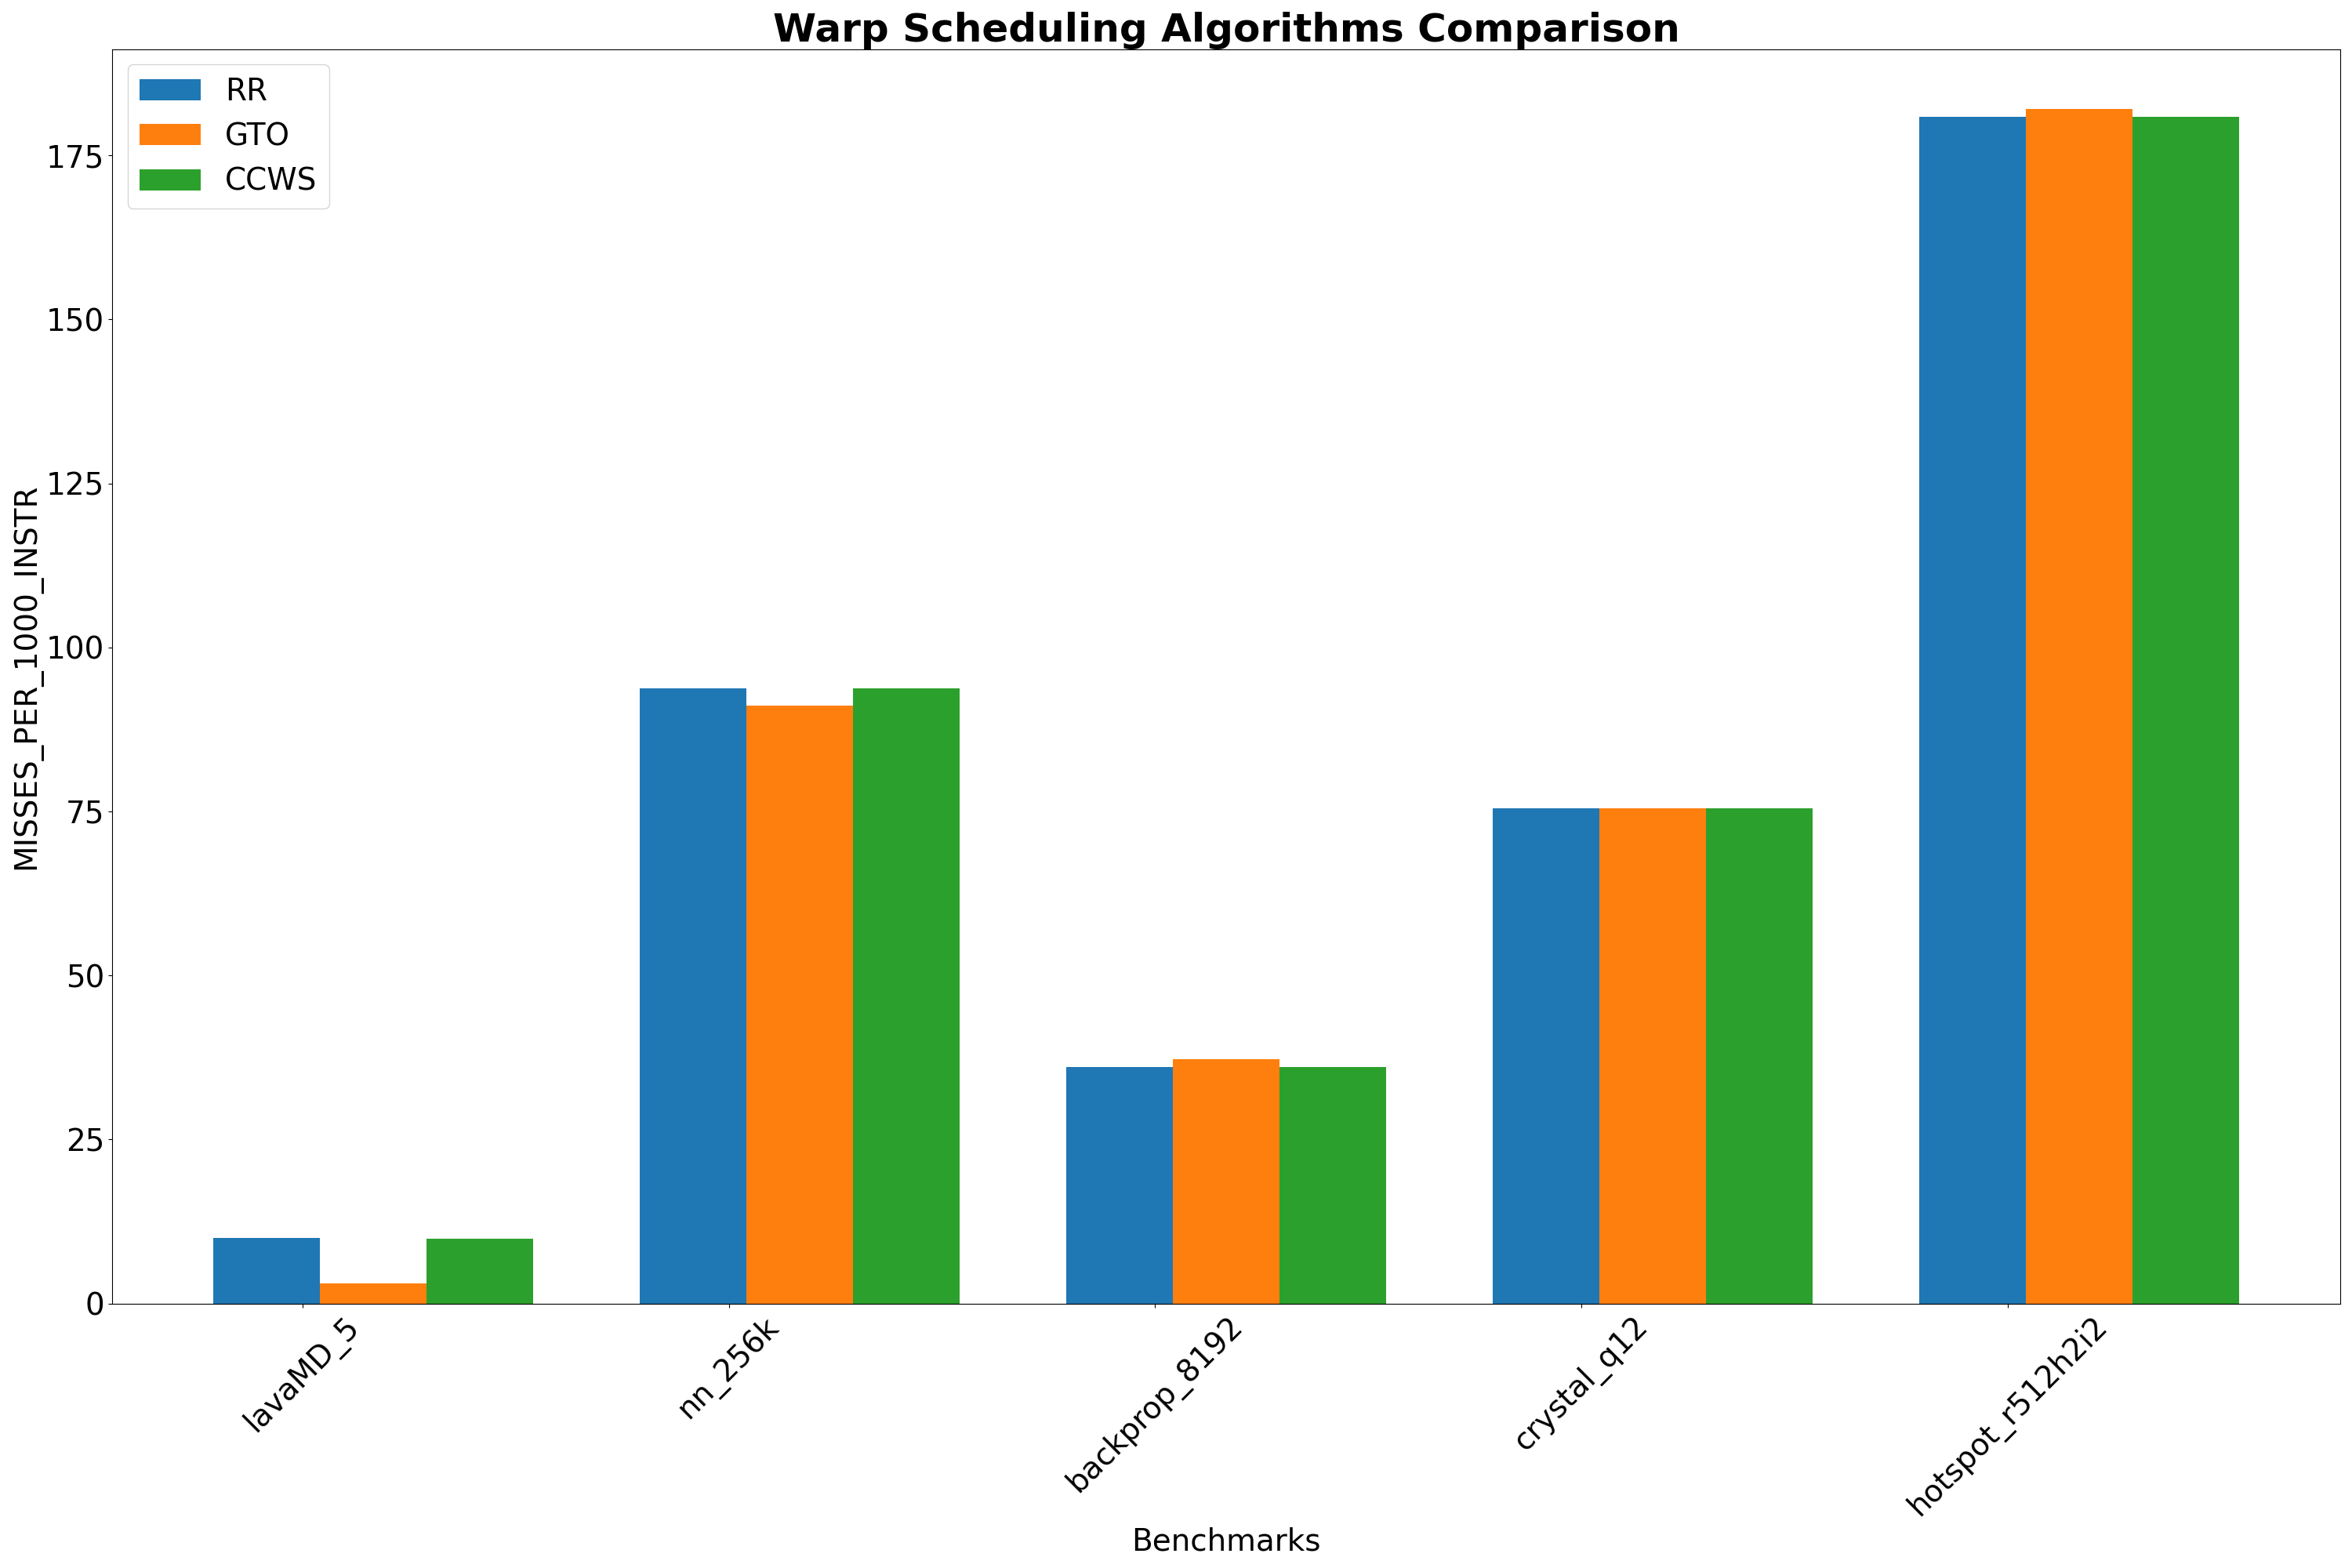 Warp Scheduling Algorithms Comparison
RR
GTO
CCWS
MISSES_PER_1000_INSTR
175
150
125
100
75
50
25
0
lavaMD_5
nn_256k
backprop_8192
crystal_q12
hotspot_r512h2i2
Benchmarks